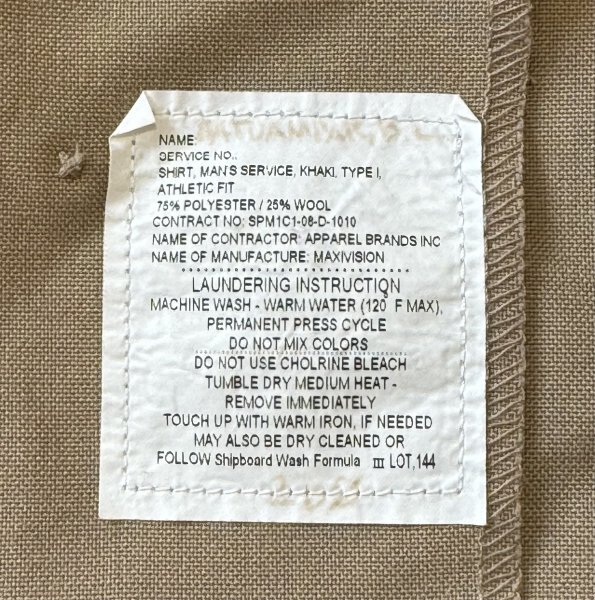 NAME:
SERVICE NO.:
SHIRT, MAN'S SERVICE, KHAKI, TYPE I,
ATHLETIC FIT
75% POLYESTER / 25% WOOL
CONTRACT NO: SPM1C1-08-D-1010
NAME OF CONTRACTOR: APPAREL BRANDS INC
NAME OF MANUFACTURE: MAXIVISION
LAUNDERING INSTRUCTION
MACHINE WASH - WARM WATER (120° F MAX),
PERMANENT PRESS CYCLE
DO NOT MIX COLORS
DO NOT USE CHOLRINE BLEACH
TUMBLE DRY MEDIUM HEAT -
REMOVE IMMEDIATELY
TOUCH UP WITH WARM IRON, IF NEEDED
MAY ALSO BE DRY CLEANED OR
FOLLOW Shipboard Wash Formula III LOT,144